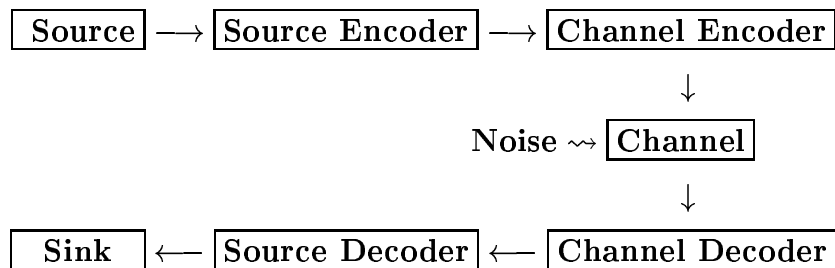 Source → Source Encoder → Channel Encoder
↓
Noise ⇝ Channel
↓
Sink ← Source Decoder ← Channel Decoder